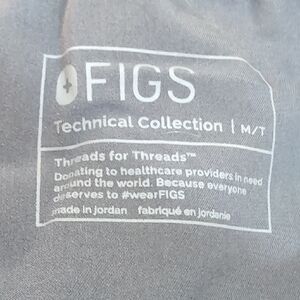 FIGS
Technical Collection | M/T
Threads for Threads™
Donating to healthcare providers in need
around the world. Because everyone
deserves to #wearFIGS
made in jordan fabriqué en jordanie